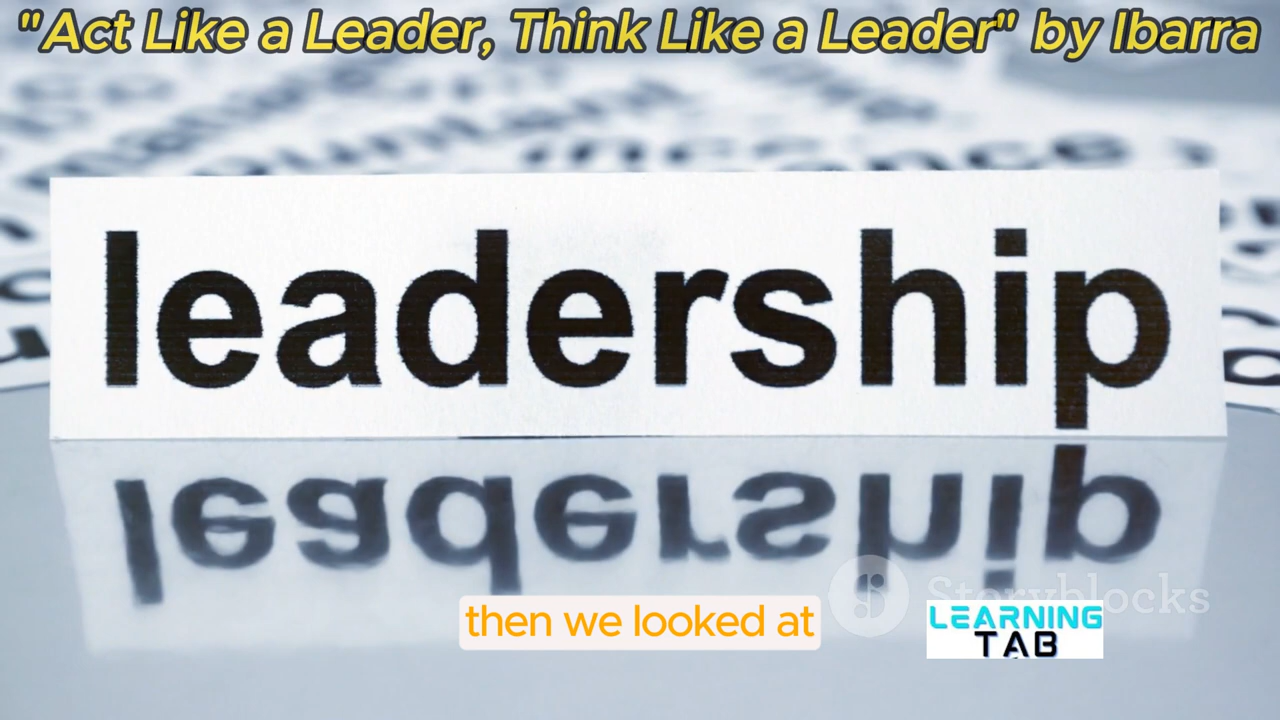 "Act Like a Leader, Think Like a Leader" by Ibarra
leadership
then we looked at
Storyblocks
LEARNING
TAB